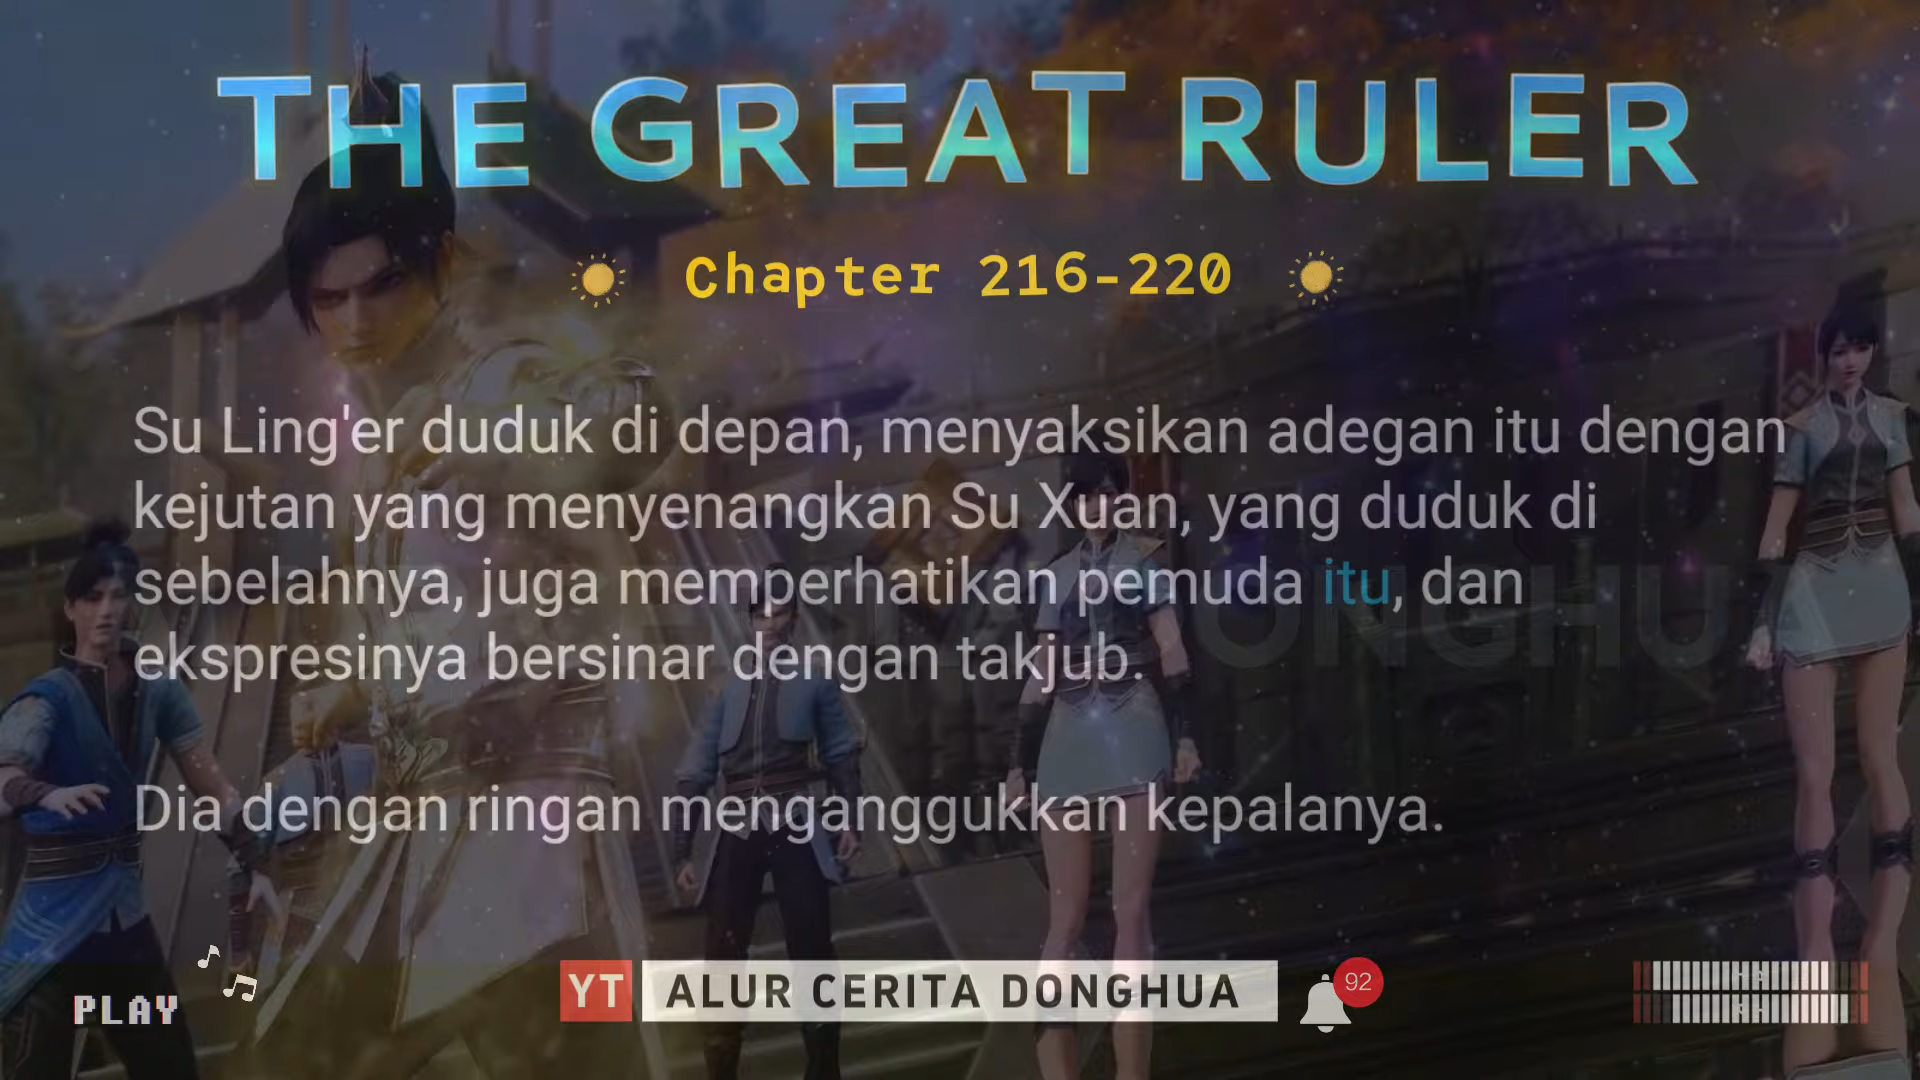 THE GREAT RULER
Chapter 216-220
Su Ling'er duduk di depan, menyaksikan adegan itu dengan
kejutan yang menyenangkan Su Xuan, yang duduk di
sebelahnya, juga memperhatikan pemuda itu, dan
ekspresinya bersinar dengan takjub.
Dia dengan ringan menganggukkan kepalanya.
PLAY
YT ALUR CERITA DONGHUA
92